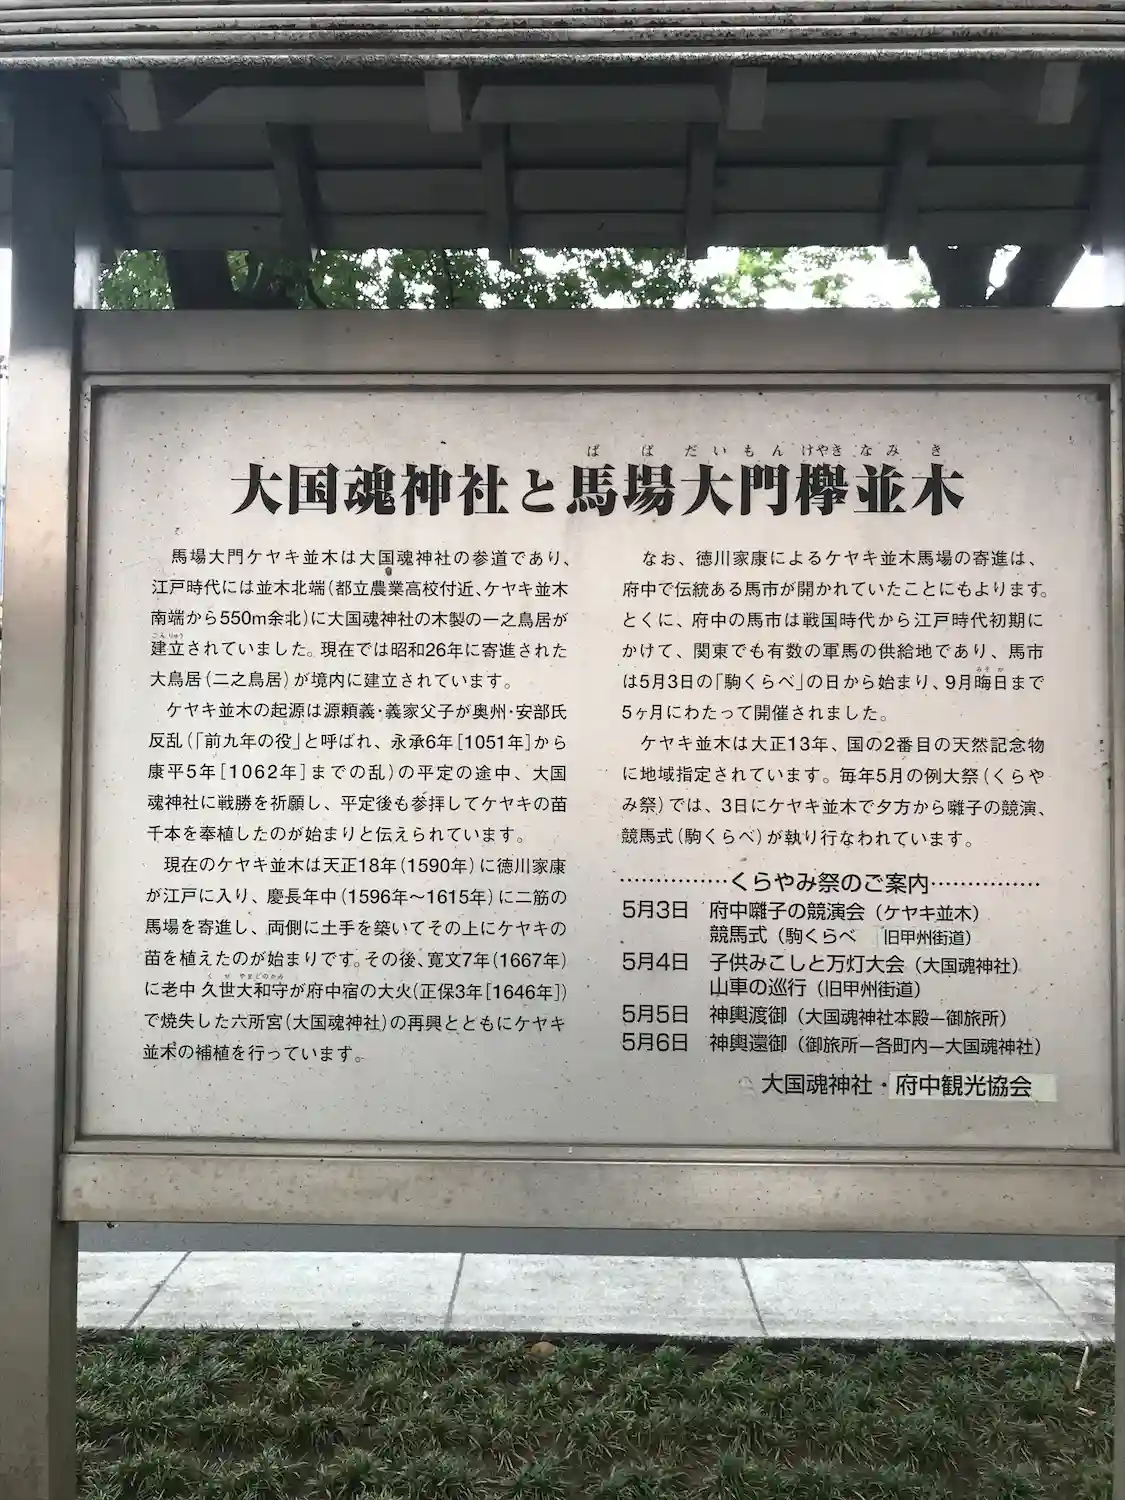 ばばだいもんけやきなみき
大国魂神社と馬場大門欅並木
馬場大門ケヤキ並木は大国魂神社の参道であり、
江戸時代には並木北端(都立農業高校付近、ケヤキ並木
南端から550m余北)に大国魂神社の木製の一之鳥居が
こんりゅう
建立されていました。現在では昭和26年に寄進された
大鳥居(二之鳥居)が境内に建立されています。
ケヤキ並木の起源は源頼義・義家父子が奥州・安部氏
反乱(「前九年の役」と呼ばれ、永承6年[1051年]から
康平5年[1062年]までの乱)の平定の途中、大国
魂神社に戦勝を祈願し、平定後も参拝してケヤキの苗
千本を奉植したのが始まりと伝えられています。
現在のケヤキ並木は天正18年(1590年)に徳川家康
が江戸に入り、慶長年中(1596年〜1615年)に二筋の
馬場を寄進し、両側に土手を築いてその上にケヤキの
苗を植えたのが始まりです。その後、寛文7年(1667年)
くぜ やまとのかみ
に老中 久世大和守が府中宿の大火(正保3年[1646年])
で焼失した六所宮(大国魂神社)の再興とともにケヤキ
並木の補植を行っています。
なお、徳川家康によるケヤキ並木馬場の寄進は、
府中で伝統ある馬市が開かれていたことにもよります。
とくに、府中の馬市は戦国時代から江戸時代初期に
かけて、関東でも有数の軍馬の供給地であり、馬市
みそか
は5月3日の「駒くらべ」の日から始まり、9月晦日まで
5ヶ月にわたって開催されました。
ケヤキ並木は大正13年、国の2番目の天然記念物
に地域指定されています。毎年5月の例大祭(くらや
み祭)では、3日にケヤキ並木で夕方から囃子の競演、
競馬式(駒くらべ)が執り行なわれています。
……………くらやみ祭のご案内……………
5月3日 府中囃子の競演会(ケヤキ並木)
競馬式(駒くらべ 旧甲州街道)
5月4日 子供みこしと万灯大会(大国魂神社)
山車の巡行(旧甲州街道)
5月5日 神輿渡御(大国魂神社本殿ー御旅所)
5月6日 神輿還御(御旅所ー各町内ー大国魂神社)
大国魂神社・府中観光協会